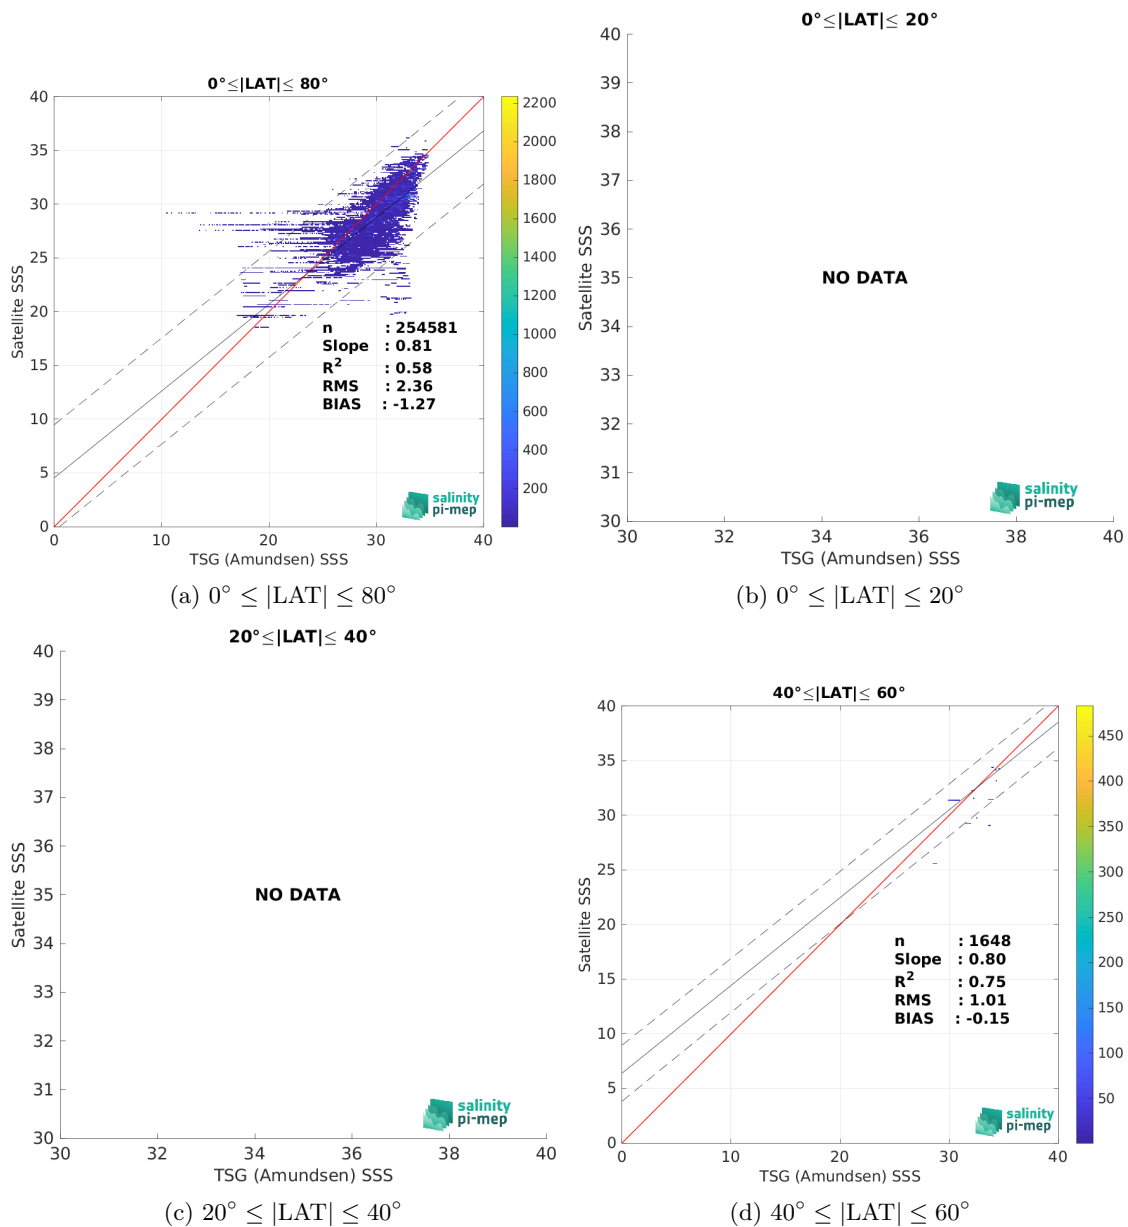 0°≤|LAT|≤ 80°
40
35
30
25
20
15
10
5
0
Satellite SSS
0
10
20
30
40
TSG (Amundsen) SSS
n : 254581
Slope : 0.81
R² : 0.58
RMS : 2.36
BIAS : -1.27
salinity
pi-mep
2200
2000
1800
1600
1400
1200
1000
800
600
400
200
(a) 0° ≤ |LAT| ≤ 80°
0°≤|LAT|≤ 20°
40
39
38
37
36
35
34
33
32
31
30
Satellite SSS
NO DATA
salinity
pi-mep
30
32
34
36
38
40
TSG (Amundsen) SSS
(b) 0° ≤ |LAT| ≤ 20°
20°≤|LAT|≤ 40°
40
39
38
37
36
35
34
33
32
31
30
Satellite SSS
NO DATA
salinity
pi-mep
30
32
34
36
38
40
TSG (Amundsen) SSS
(c) 20° ≤ |LAT| ≤ 40°
40°≤|LAT|≤ 60°
40
35
30
25
20
15
10
5
0
Satellite SSS
n : 1648
Slope : 0.80
R² : 0.75
RMS : 1.01
BIAS : -0.15
salinity
pi-mep
0
10
20
30
40
TSG (Amundsen) SSS
450
400
350
300
250
200
150
100
50
(d) 40° ≤ |LAT| ≤ 60°